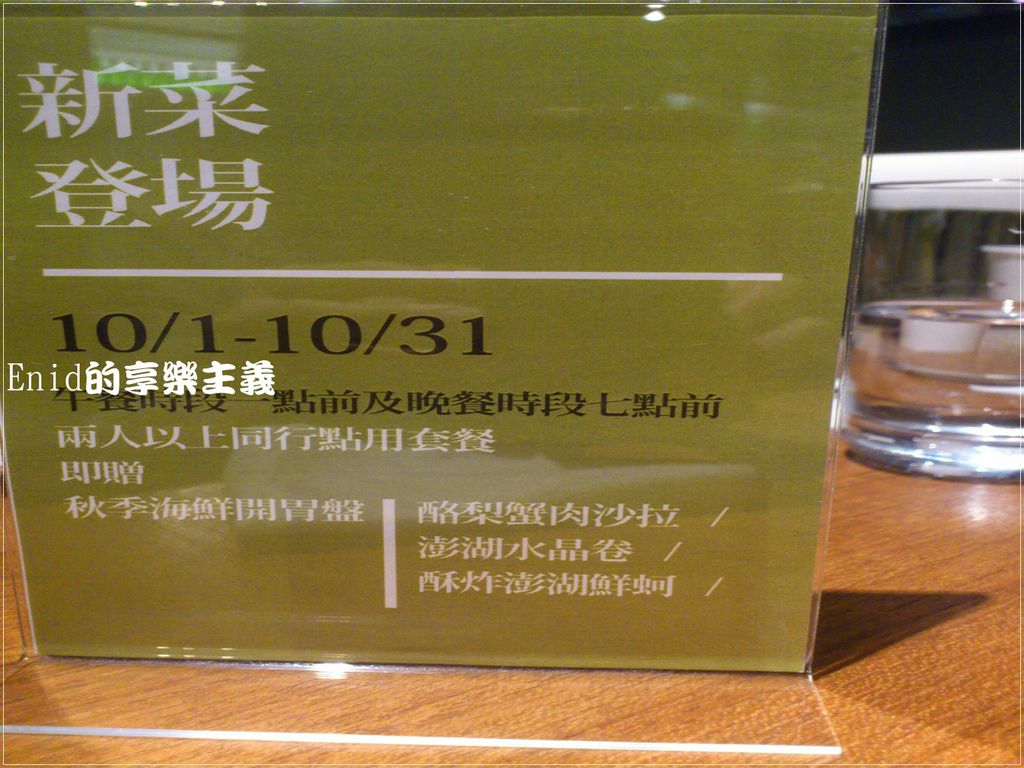 新菜
登場
10/1-10/31
Enid的享樂主義
午餐時段一點前及晚餐時段七點前
兩人以上同行點用套餐
即贈
秋季海鮮開胃盤
酪梨蟹肉沙拉 /
澎湖水晶卷 /
酥炸澎湖鮮蚵 /